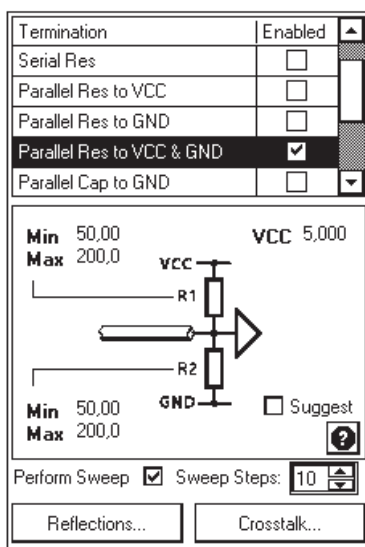 Termination Enabled
Serial Res
Parallel Res to VCC
Parallel Res to GND
Parallel Res to VCC & GND
Parallel Cap to GND
Min 50,00 VCC 5,000
Max 200,0
VCC
R1
R2
GND
Min 50,00 Suggest
Max 200,0
?
Perform Sweep Sweep Steps: 10
Reflections... Crosstalk...